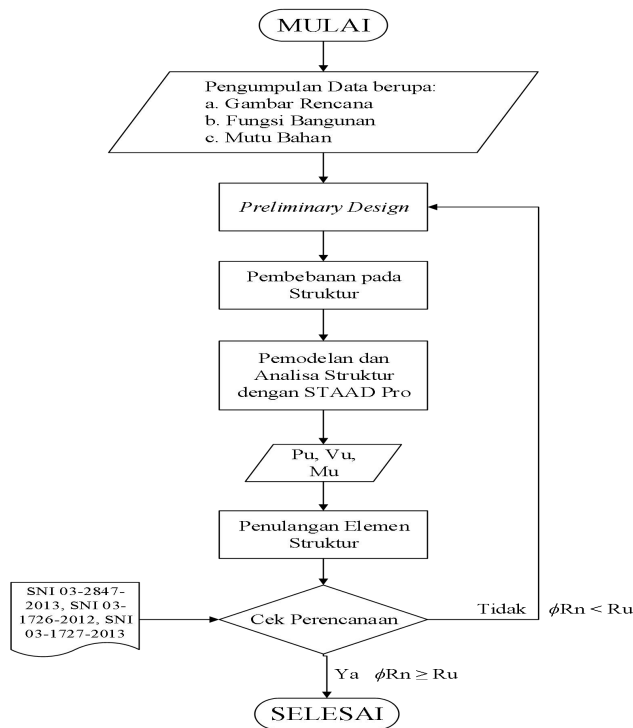 MULAI
Pengumpulan Data berupa:
a. Gambar Rencana
b. Fungsi Bangunan
c. Mutu Bahan
Preliminary Design
Pembebanan pada
Struktur
Pemodelan dan
Analisa Struktur
dengan STAAD Pro
Pu, Vu,
Mu
Penulangan Elemen
Struktur
SNI 03-2847-
2013, SNI 03-
1726-2012, SNI
03-1727-2013
Cek Perencanaan
Tidak ϕRn < Ru
Ya ϕRn ≥ Ru
SELESAI